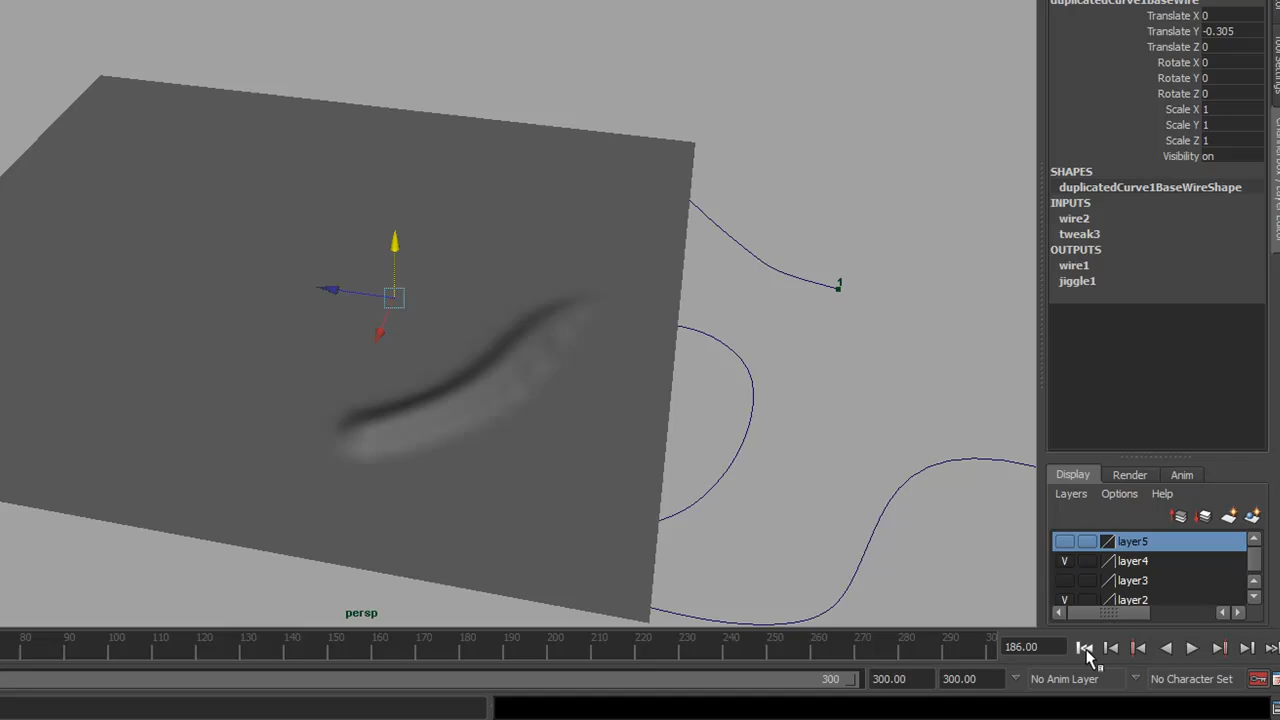 duplicatedCurve1BaseWire
Translate X 0
Translate Y -0.305
Translate Z 0
Rotate X 0
Rotate Y 0
Rotate Z 0
Scale X 1
Scale Y 1
Scale Z 1
Visibility on
SHAPES
duplicatedCurve1BaseWireShape
INPUTS
wire2
tweak3
OUTPUTS
wire1
jiggle1
1
Display Render Anim
Layers Options Help
layer5
V layer4
layer3
V layer2
persp
80 90 100 110 120 130 140 150 160 170 180 190 200 210 220 230 240 250 260 270 280 290 30
186.00
300 300.00 300.00 No Anim Layer No Character Set